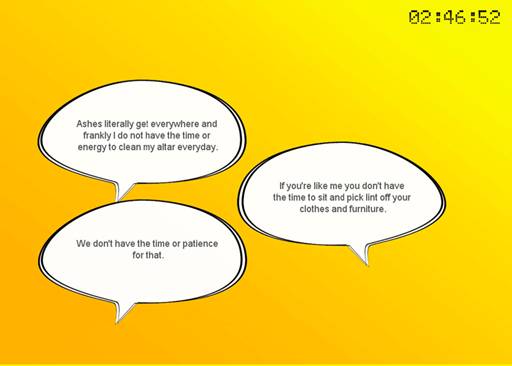 02:46:52
Ashes literally get everywhere and
frankly I do not have the time or
energy to clean my altar everyday.
If you're like me you don't have
the time to sit and pick lint off your
clothes and furniture.
We don't have the time or patience
for that.